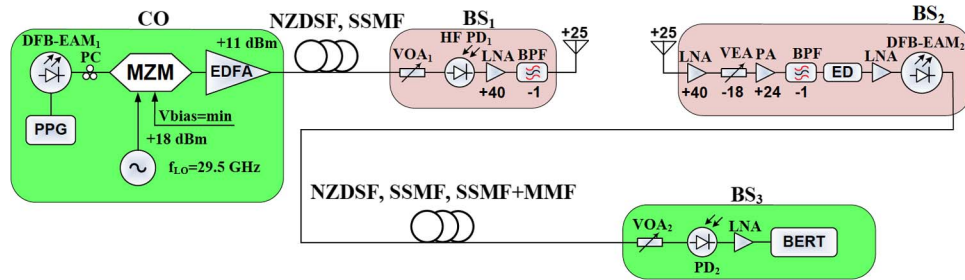 CO
DFB-EAM₁
PC
MZM
+11 dBm
EDFA
PPG
Vbias=min
+18 dBm
f_LO=29.5 GHz
NZDSF, SSMF
BS₁
VOA₁
HF PD₁
LNA
BPF
+40
-1
+25
BS₂
+25
LNA
VEA
PA
BPF
ED
LNA
DFB-EAM₂
+40
-18
+24
-1
NZDSF, SSMF, SSMF+MMF
BS₃
VOA₂
PD₂
LNA
BERT